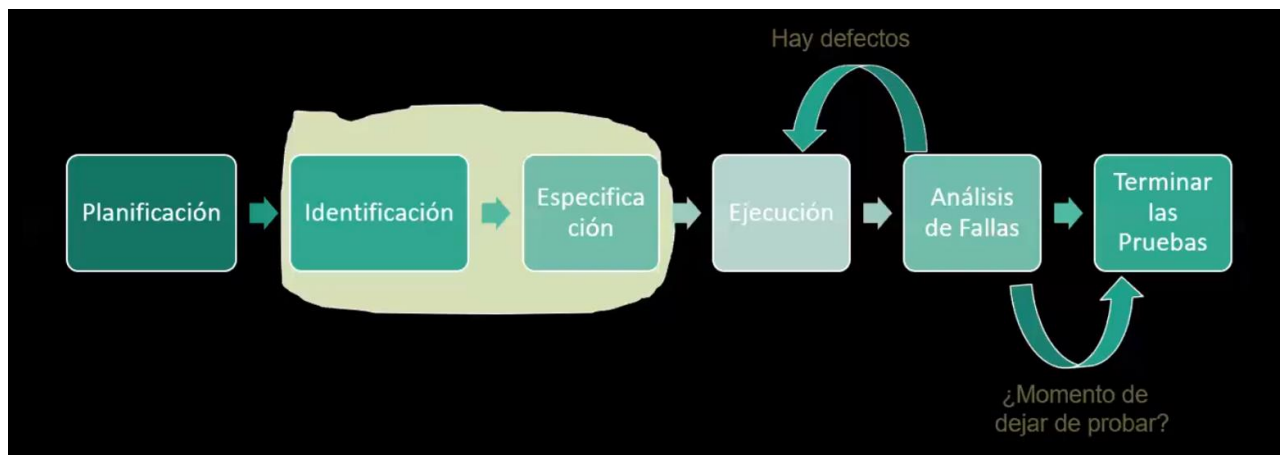 Hay defectos
Planificación
Identificación
Especifica
ción
Ejecución
Análisis
de Fallas
Terminar
las
Pruebas
¿Momento de
dejar de probar?